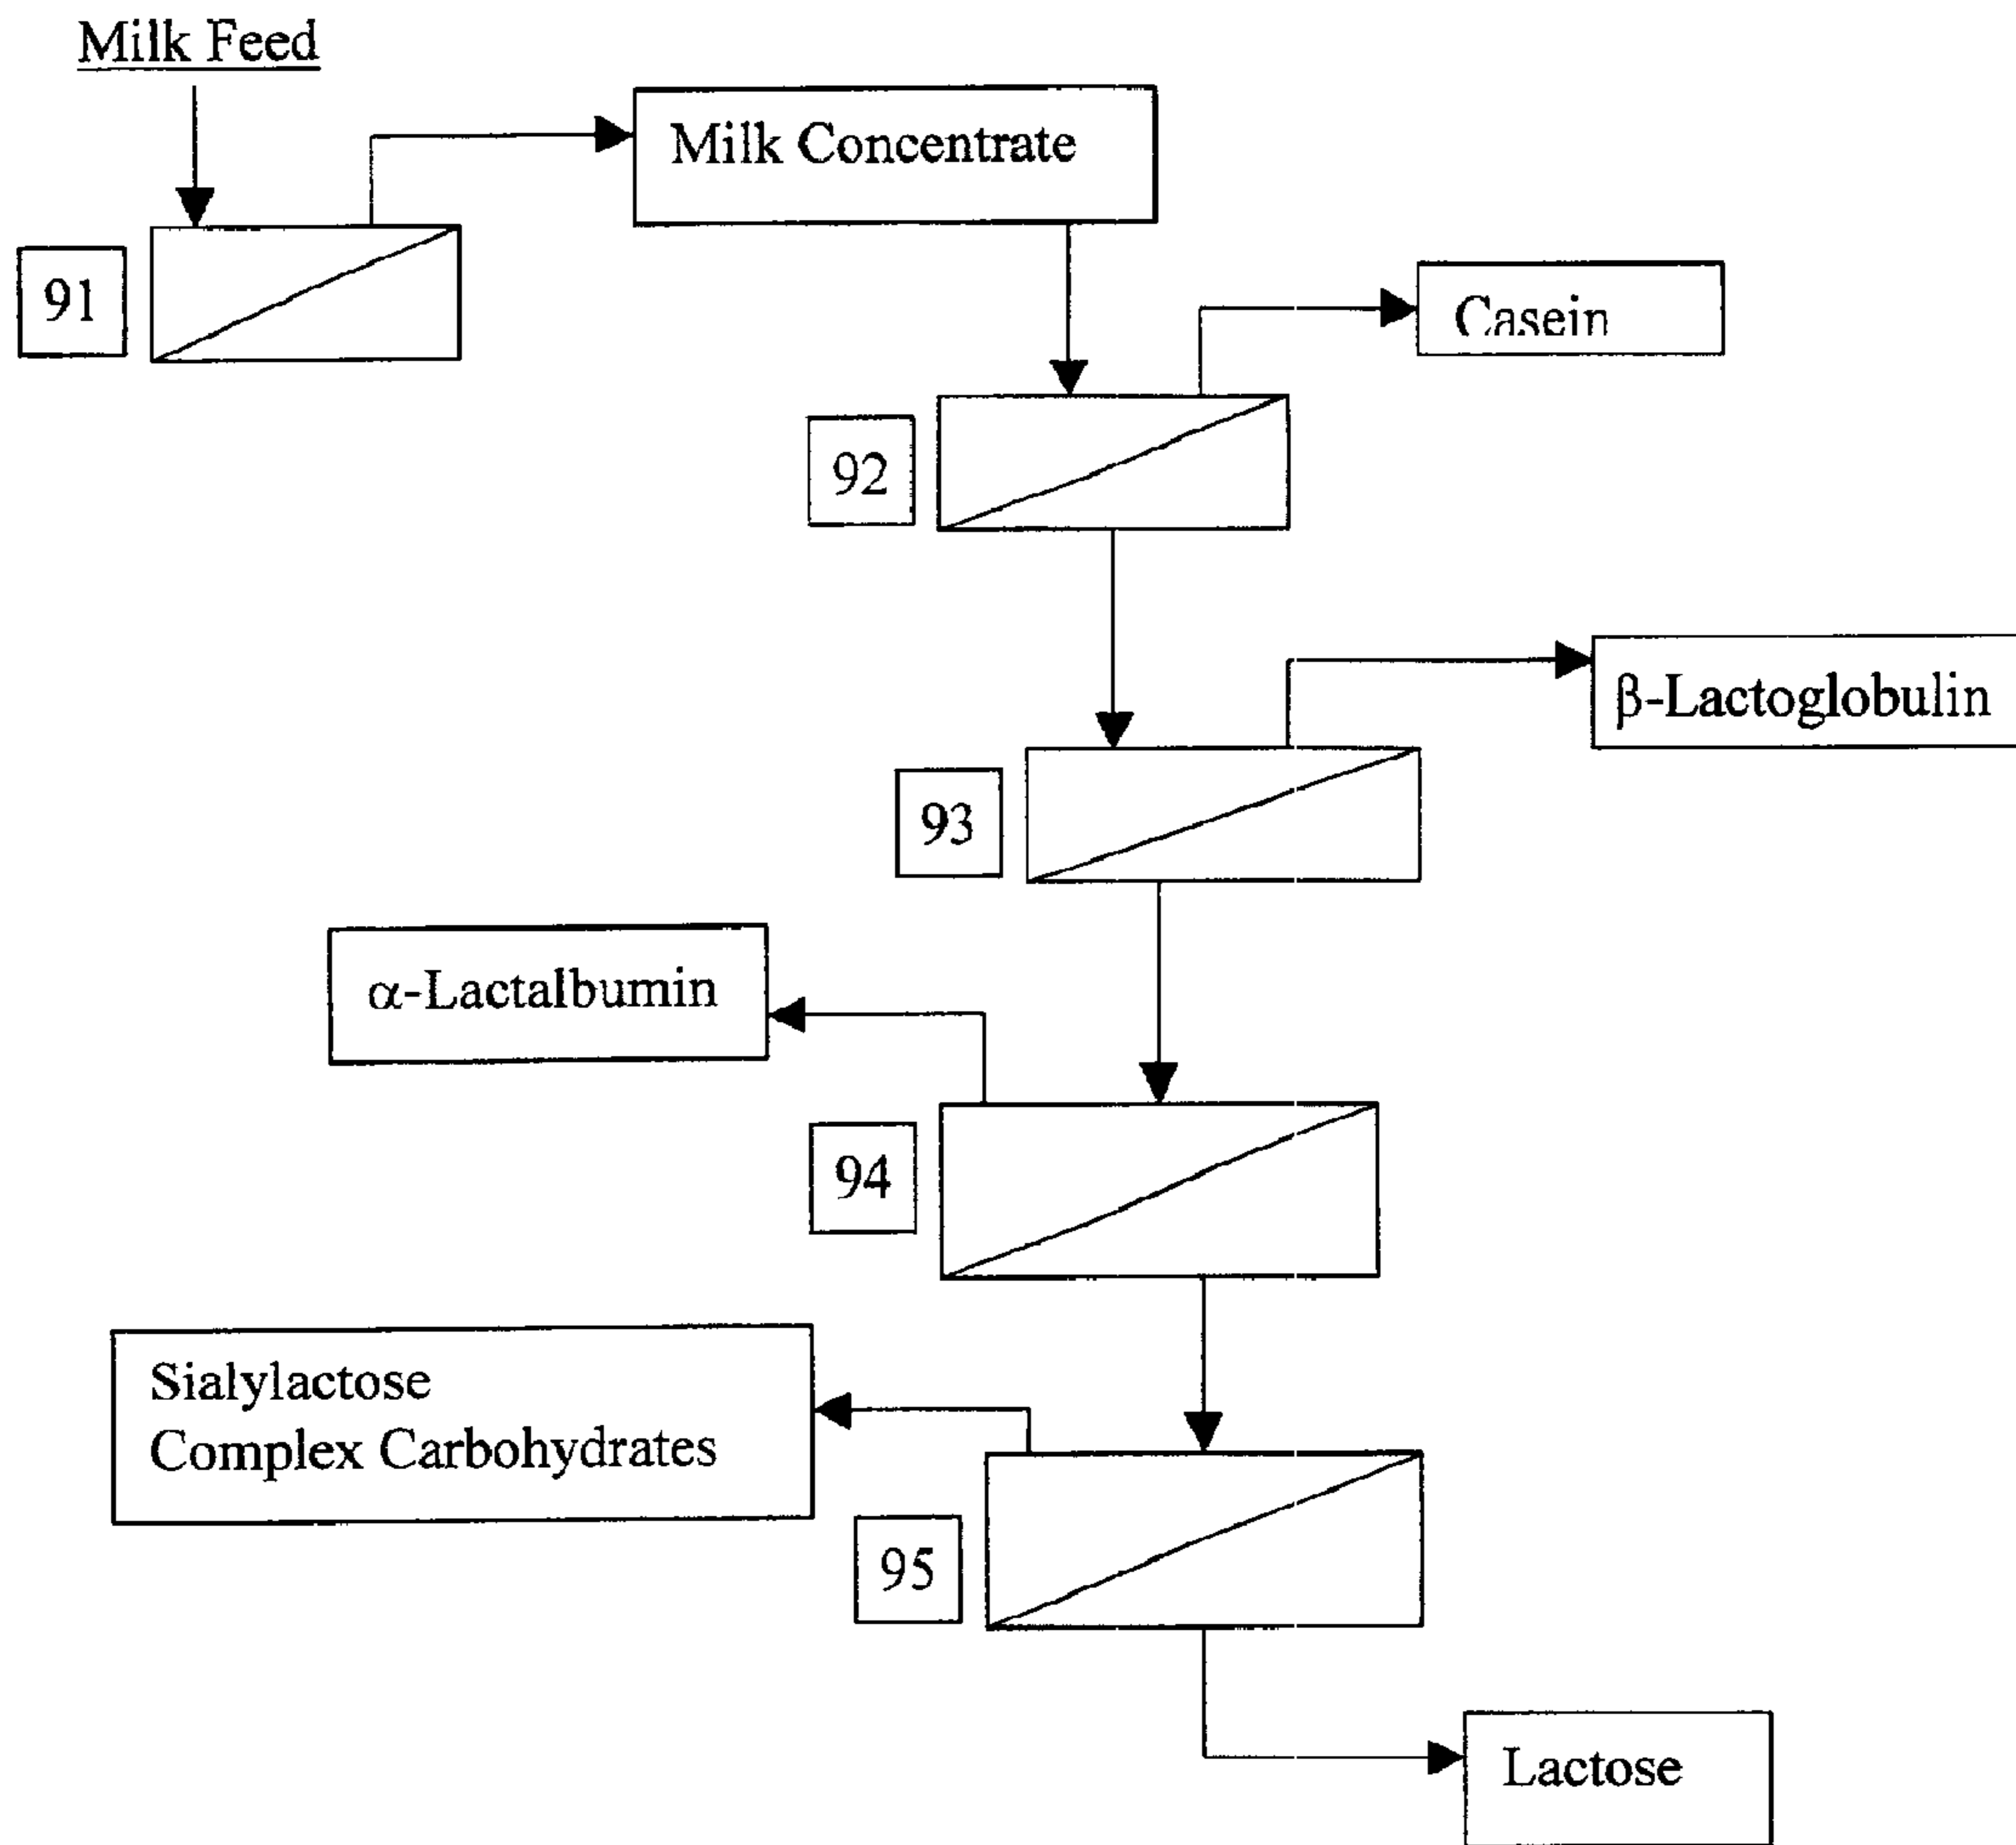 Milk Feed
Milk Concentrate
91
Casein
92
β-Lactoglobulin
93
α-Lactalbumin
94
Sialylactose
Complex Carbohydrates
95
Lactose